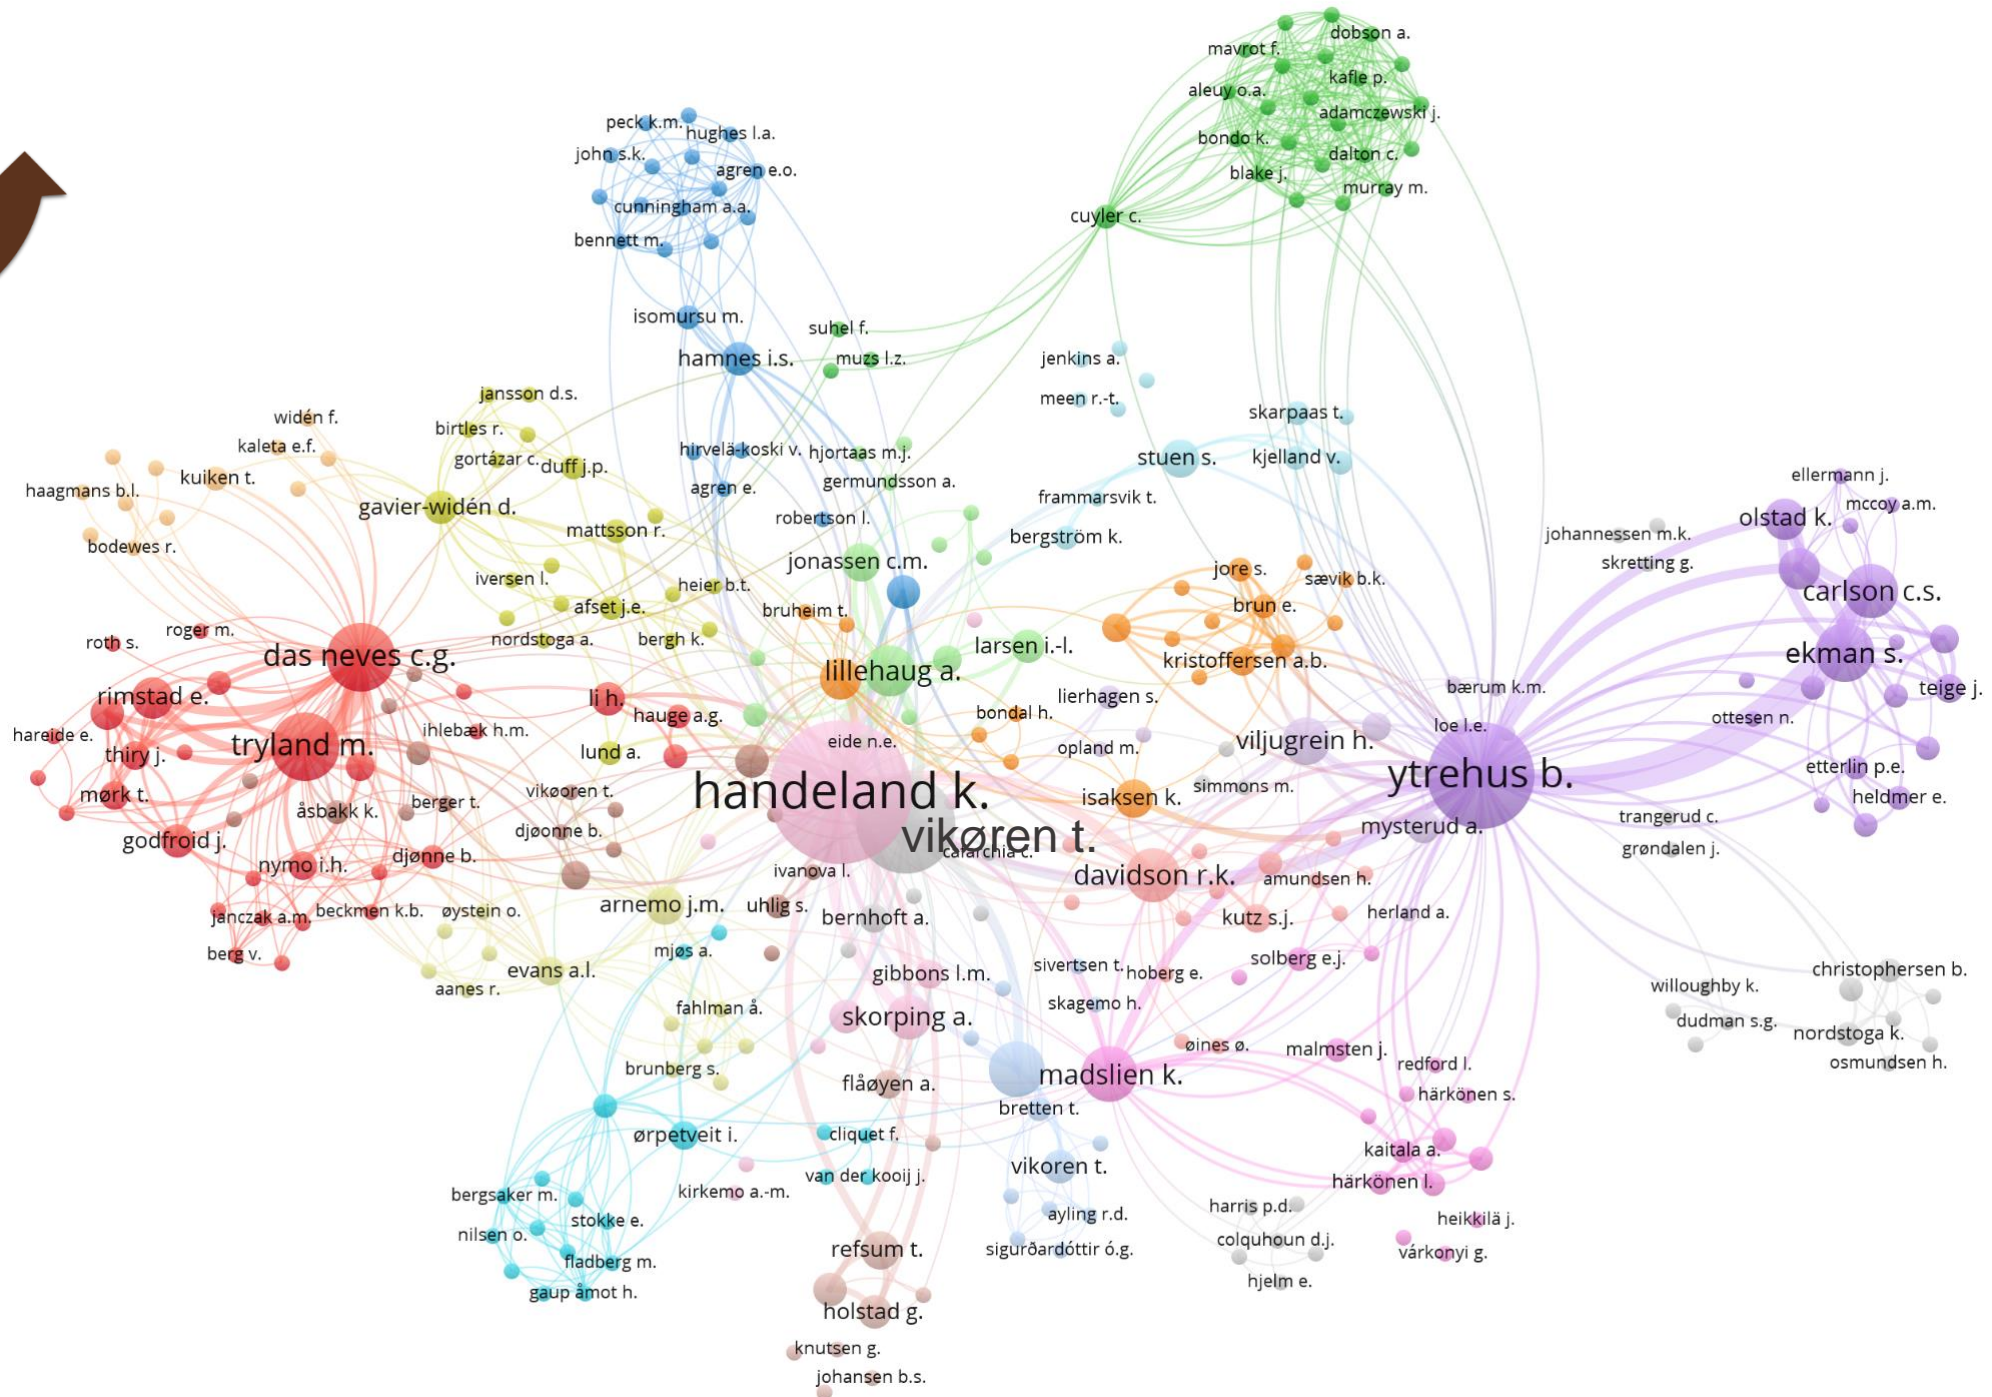 dobson a.
mavrot f.
kafle p.
aleuy o.a.
adamczewski j.
peck k.m.
hughes l.a.
bondo k.
john s.k.
dalton c.
agren e.o.
blake j.
murray m.
cunningham a.a.
cuyler c.
bennett m.
isomursu m.
suhel f.
hamnes i.s.
muzs l.z.
jenkins a.
jansson d.s.
meen r.-t.
skarpaas t.
widén f.
birtles r.
kaleta e.f.
hirvelä-koski v.
hjortaas m.j.
stuen s.
kjelland v.
gortázar c.
duff j.p.
kuiken t.
ellermann j.
haagmans b.l.
agren e.
germundsson a.
frammarsvik t.
mccoy a.m.
gavier-widén d.
robertson l.
olstad k.
mattsson r.
bergström k.
johannessen m.k.
bodewes r.
jonassen c.m.
skretting g.
iversen l.
heier b.t.
jore s.
sævik b.k.
carlson c.s.
afset j.e.
bruheim t.
brun e.
roger m.
nordstoga a.
bergh k.
roth s.
das neves c.g.
larsen i.-l.
ekman s.
lillehaug a.
kristoffersen a.b.
rimstad e.
li h.
lierhagen s.
bærum k.m.
teige j.
hauge a.g.
bondal h.
ottesen n.
hareide e.
ihlebæk h.m.
loe l.e.
tryland m.
eide n.e.
opland m.
viljugrein h.
thiry j.
lund a.
ytrehus b.
etterlin p.e.
mørk t.
vikøoren t.
handeland k.
isaksen k.
simmons m.
heldmer e.
åsbakk k.
berger t.
trangerud c.
djøonne b.
vikøren t.
mysterud a.
godfroid j.
calarchia c.
grøndalen j.
nymo i.h.
djønne b.
ivanova l.
davidson r.k.
amundsen h.
janczak a.m.
beckmen k.b.
øystein o.
arnemo j.m.
uhlig s.
bernhoft a.
kutz s.j.
herland a.
berg v.
mjøs a.
evans a.l.
gibbons l.m.
sivertsen t.
hoberg e.
solberg e.j.
christophersen b.
aanes r.
willoughby k.
fahlman å.
skorping a.
skagemo h.
dudman s.g.
nordstoga k.
øines ø.
malmsten j.
redford l.
osmundsen h.
brunberg s.
flåøyen a.
madslien k.
härkönen s.
bretten t.
ørpetveit i.
cliquet f.
kaitala a.
vikoren t.
van der kooij j.
härkönen l.
bergsaker m.
kirkemo a.-m.
harris p.d.
stokke e.
ayling r.d.
heikkilä j.
nilsen o.
colquhoun d.j.
refsum t.
sigurðardóttir ó.g.
várkonyi g.
fladberg m.
hjelm e.
gaup åmot h.
holstad g.
knutsen g.
johansen b.s.